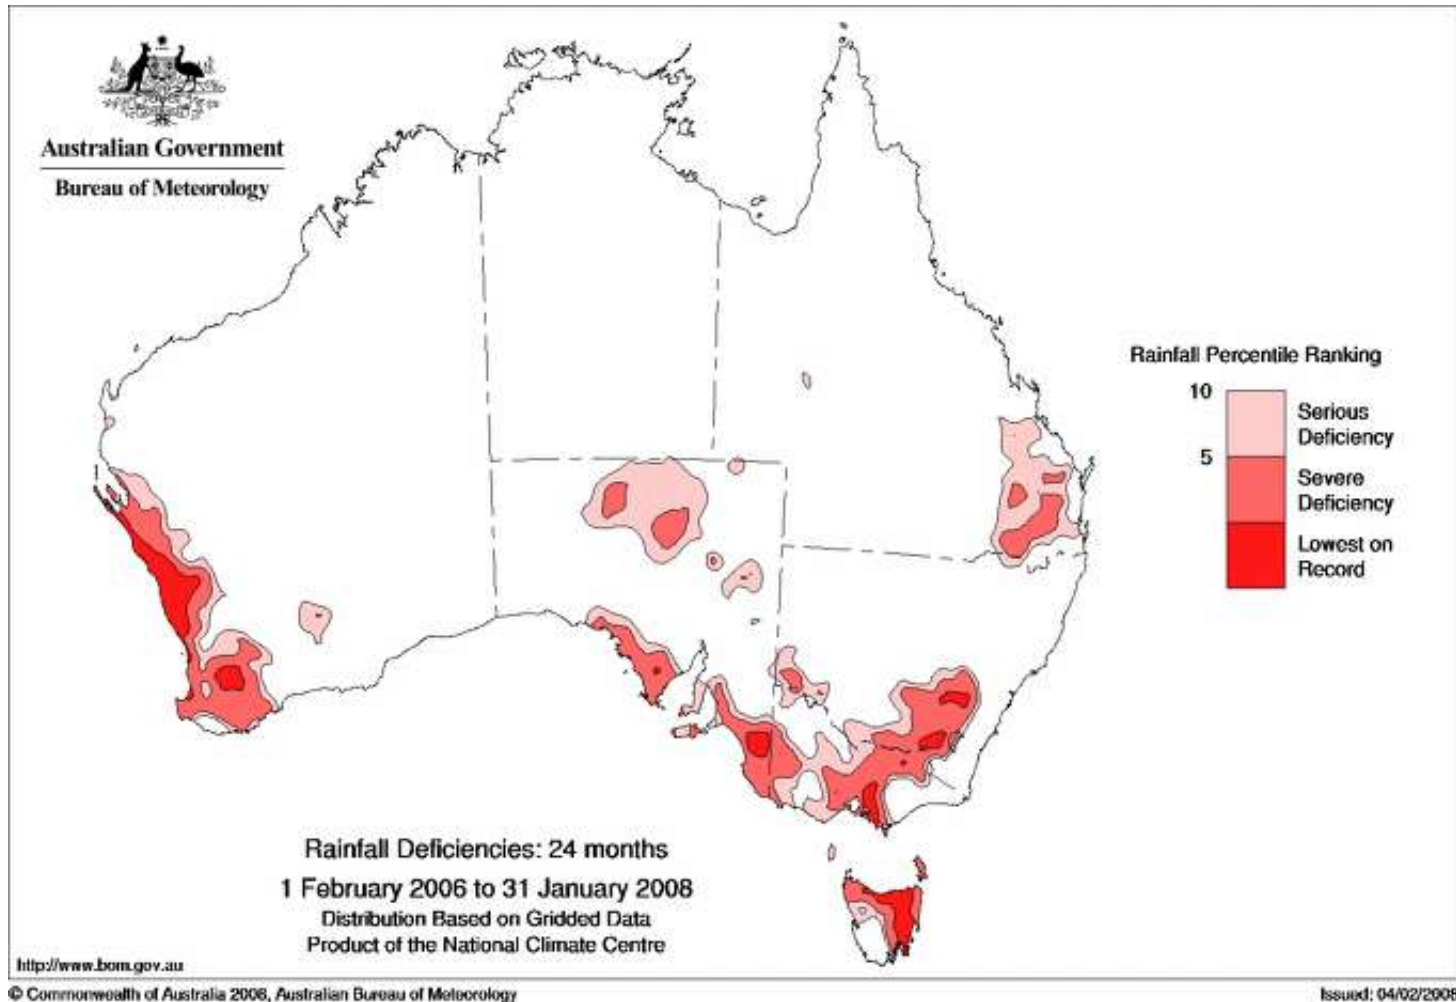 Australian Government
Bureau of Meteorology
Rainfall Percentile Ranking
10
Serious
Deficiency
5
Severe
Deficiency
Lowest on
Record
Rainfall Deficiencies: 24 months
1 February 2006 to 31 January 2008
Distribution Based on Gridded Data
Product of the National Climate Centre
http://www.bom.gov.au
© Commonwealth of Australia 2008, Australian Bureau of Meteorology
Issued: 04/02/2008